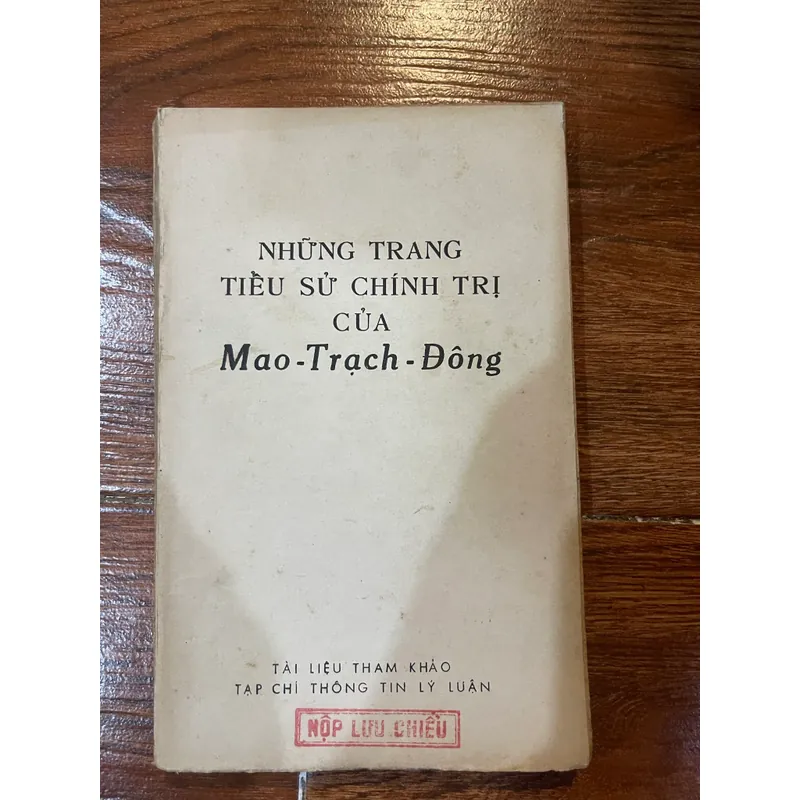 NHỮNG TRANG
TIỂU SỬ CHÍNH TRỊ
CỦA
Mao-Trạch-Đông
TÀI LIỆU THAM KHẢO
TẠP CHÍ THÔNG TIN LÝ LUẬN
NỘP LƯU CHIỂU